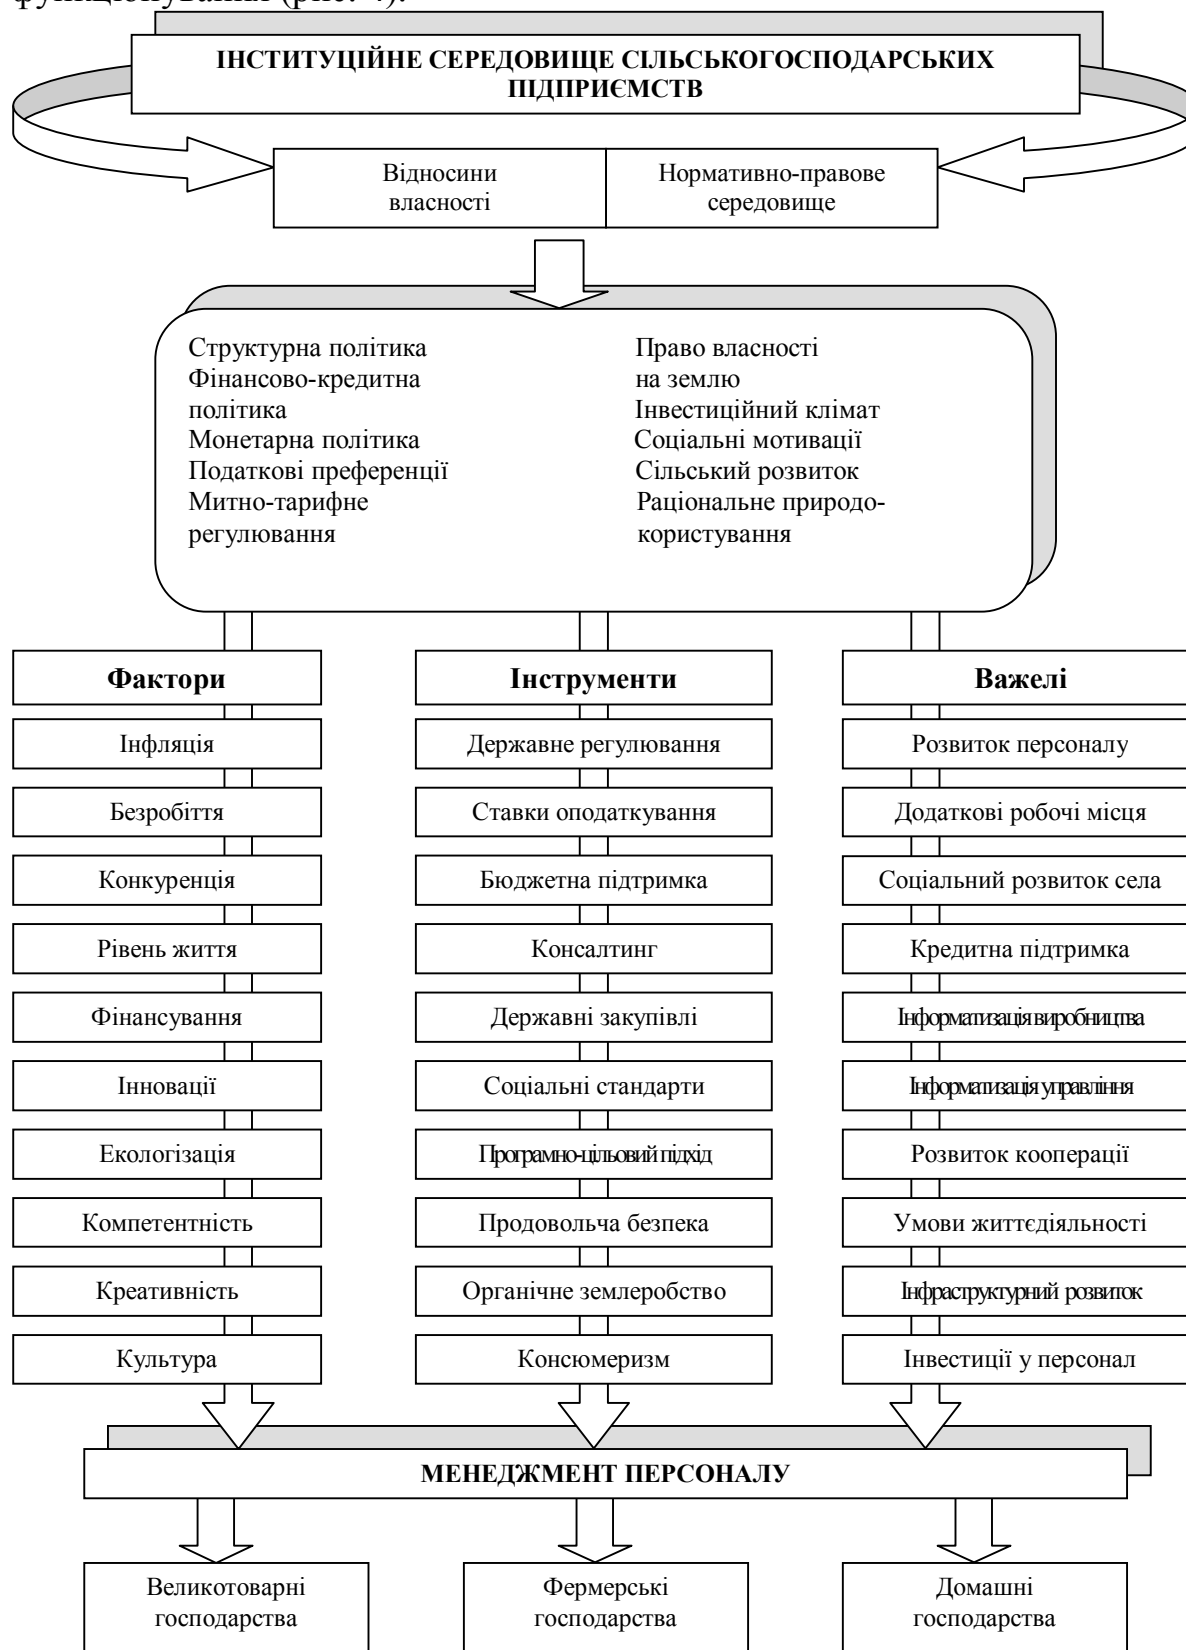 функціонування (рис. 4).
ІНСТИТУЦІЙНЕ СЕРЕДОВИЩЕ СІЛЬСЬКОГОСПОДАРСЬКИХ
ПІДПРИЄМСТВ
Відносини
власності
Нормативно-правове
середовище
Структурна політика
Фінансово-кредитна
політика
Монетарна політика
Податкові преференції
Митно-тарифне
регулювання
Право власності
на землю
Інвестиційний клімат
Соціальні мотивації
Сільський розвиток
Раціональне природо-
користування
Фактори
Інфляція
Безробіття
Конкуренція
Рівень життя
Фінансування
Інновації
Екологізація
Компетентність
Креативність
Культура
Інструменти
Державне регулювання
Ставки оподаткування
Бюджетна підтримка
Консалтинг
Державні закупівлі
Соціальні стандарти
Програмно-цільовий підхід
Продовольча безпека
Органічне землеробство
Консюмеризм
Важелі
Розвиток персоналу
Додаткові робочі місця
Соціальний розвиток села
Кредитна підтримка
Інформатизація виробництва
Інформатизація управління
Розвиток кооперації
Умови життєдіяльності
Інфраструктурний розвиток
Інвестиції у персонал
МЕНЕДЖМЕНТ ПЕРСОНАЛУ
Великотоварні
господарства
Фермерські
господарства
Домашні
господарства